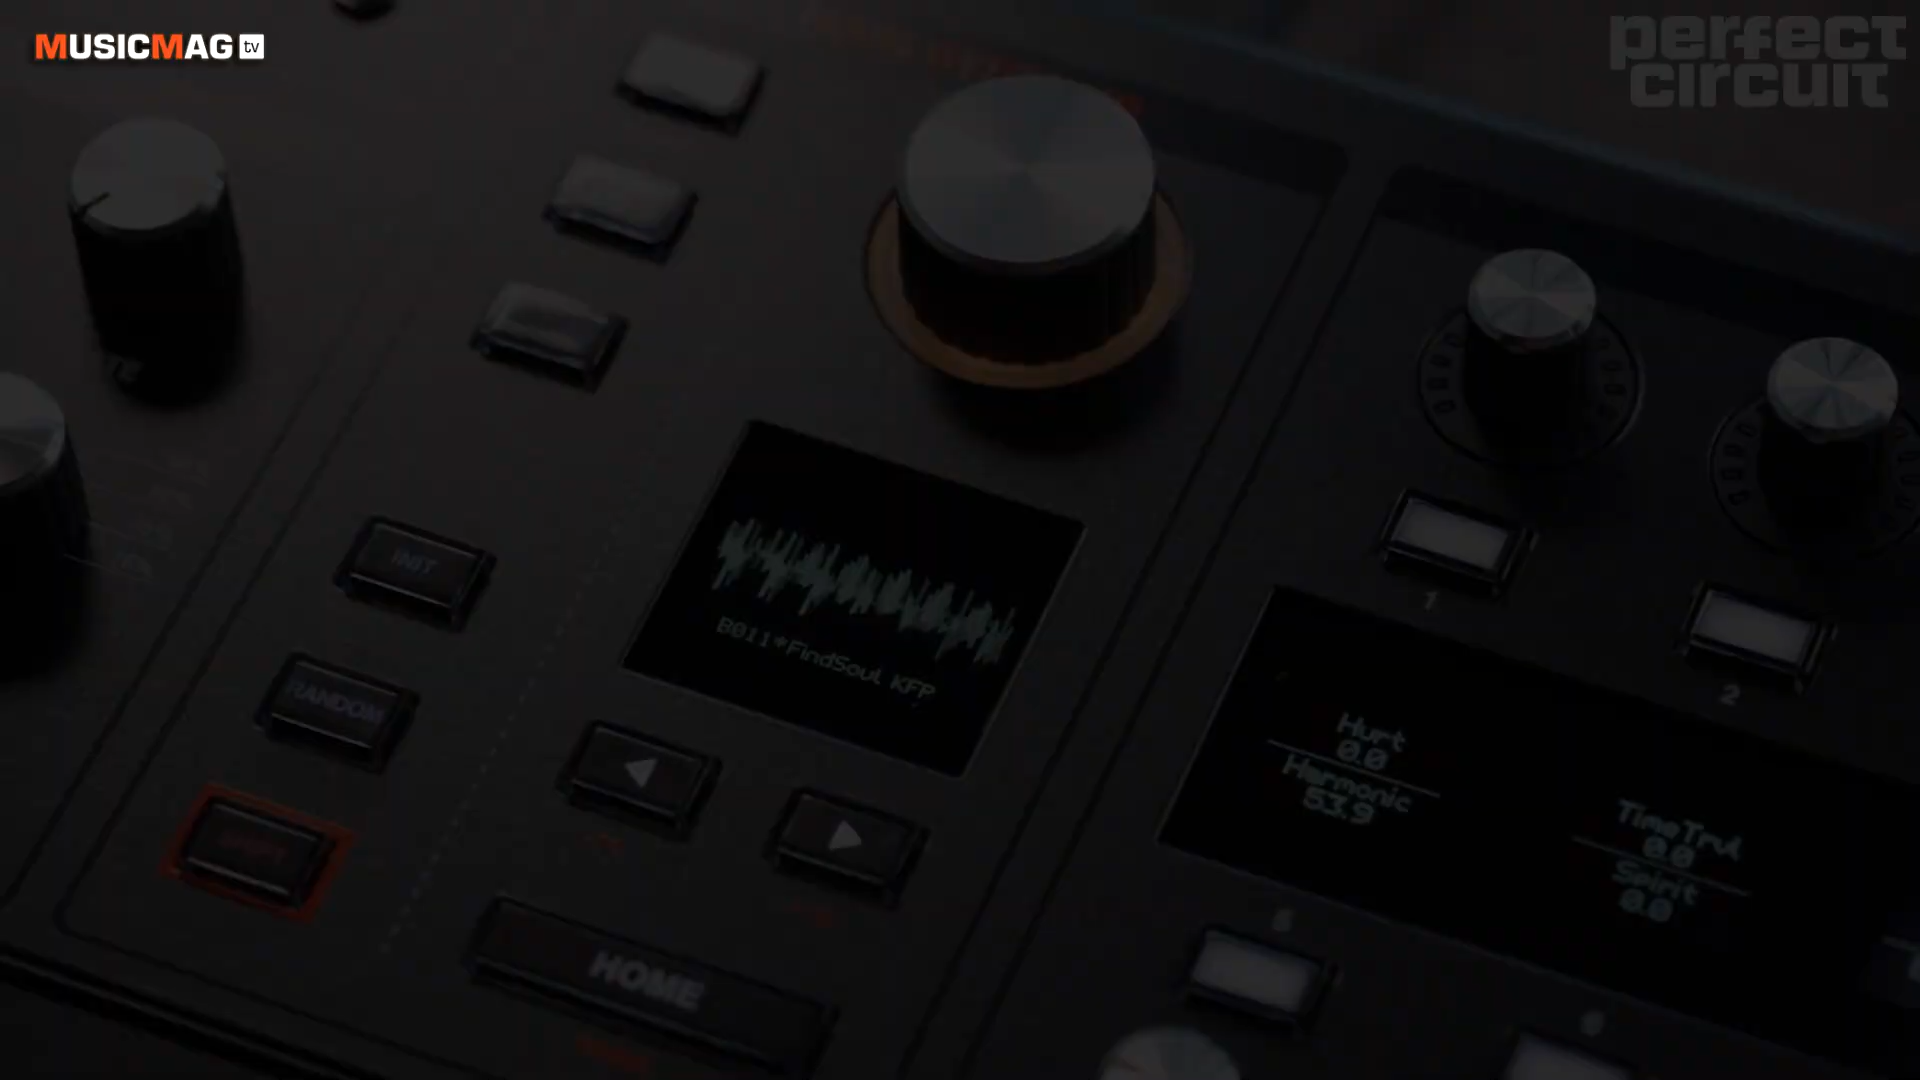 MUSICMAG tv
perfect
circuit
INIT
1
B011*FindSoul KFP
RANDOM
2
Hurt
0.0
Harmonic
53.9
TimeTrvl
0.0
Spirit
0.0
HOME